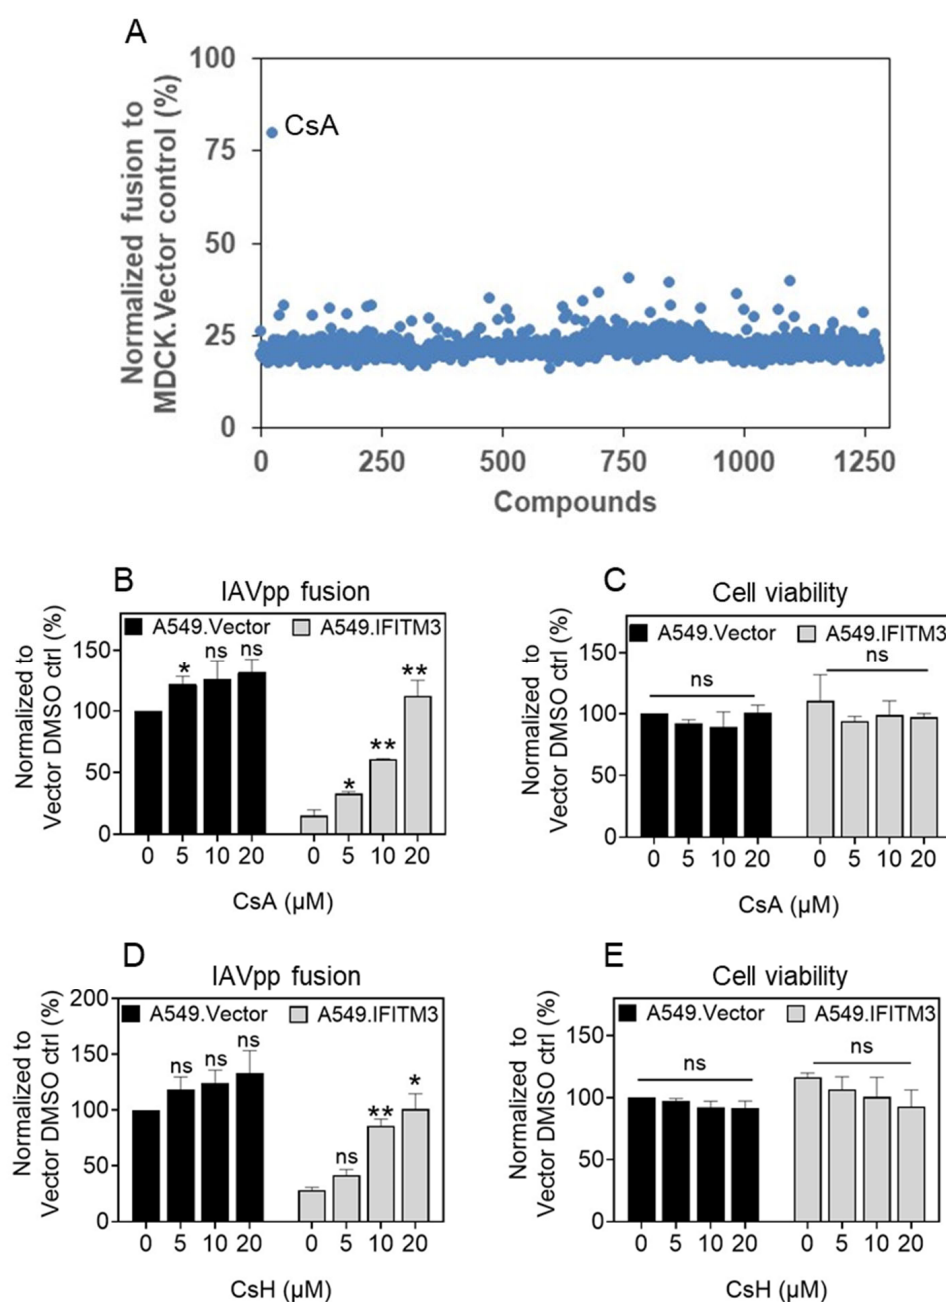 A
Normalized fusion to
MDCK.Vector control (%)
100
75
50
25
0
CsA
0 250 500 750 1000 1250
Compounds
B
IAVpp fusion
Normalized to
Vector DMSO ctrl (%)
150
100
50
0
A549.Vector A549.IFITM3
* ns ns * ** **
0 5 10 20 0 5 10 20
CsA (µM)
C
Cell viability
Normalized to
Vector DMSO ctrl (%)
150
100
50
0
A549.Vector A549.IFITM3
ns ns
0 5 10 20 0 5 10 20
CsA (µM)
D
IAVpp fusion
Normalized to
Vector DMSO ctrl (%)
200
150
100
50
0
A549.Vector A549.IFITM3
ns ns ns ns ** *
0 5 10 20 0 5 10 20
CsH (µM)
E
Cell viability
Normalized to
Vector DMSO ctrl (%)
150
100
50
0
A549.Vector A549.IFITM3
ns ns
0 5 10 20 0 5 10 20
CsH (µM)